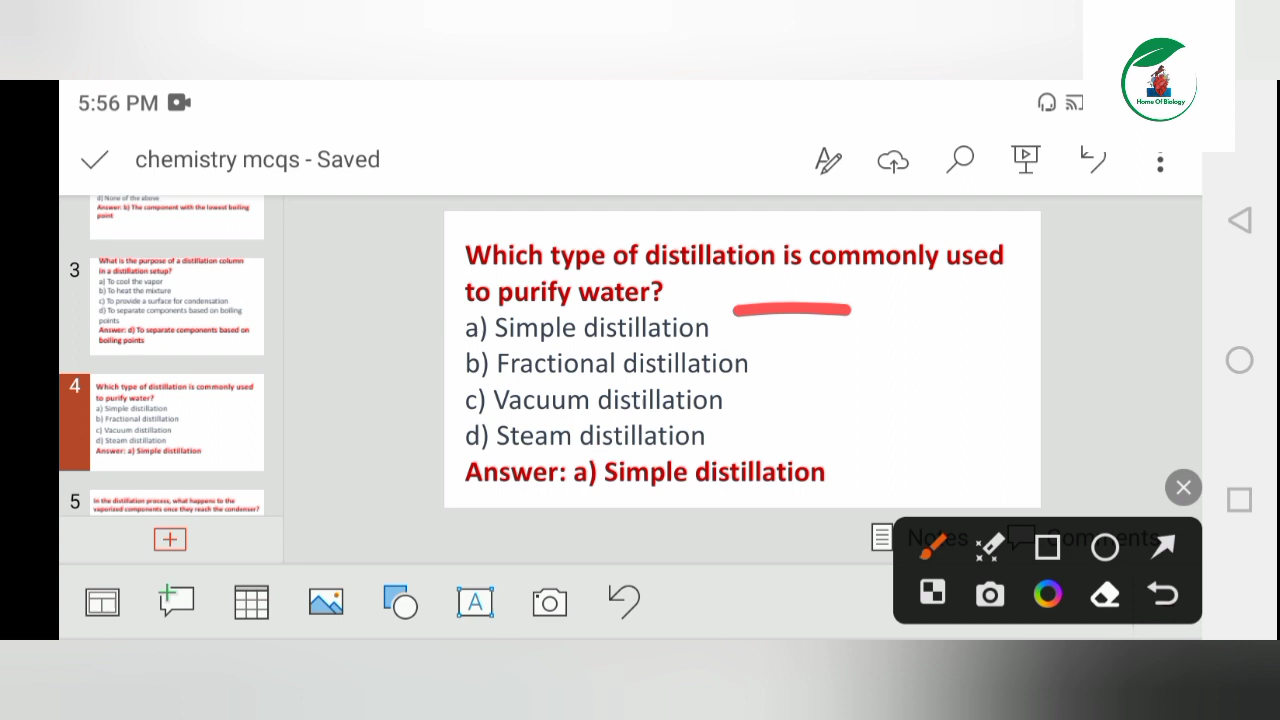 Home Of Biology
5:56 PM
chemistry mcqs - Saved
d) None of the above
Answer: b) The component with the lowest boiling
point
3
What is the purpose of a distillation column
in a distillation setup?
a) To cool the vapor
b) To heat the mixture
c) To provide a surface for condensation
d) To separate components based on boiling
points
Answer: d) To separate components based on
boiling points
4
Which type of distillation is commonly used
to purify water?
a) Simple distillation
b) Fractional distillation
c) Vacuum distillation
d) Steam distillation
Answer: a) Simple distillation
5
In the distillation process, what happens to the
vaporized components once they reach the condenser?
Which type of distillation is commonly used
to purify water?
a) Simple distillation
b) Fractional distillation
c) Vacuum distillation
d) Steam distillation
Answer: a) Simple distillation
Notes
Comments
A